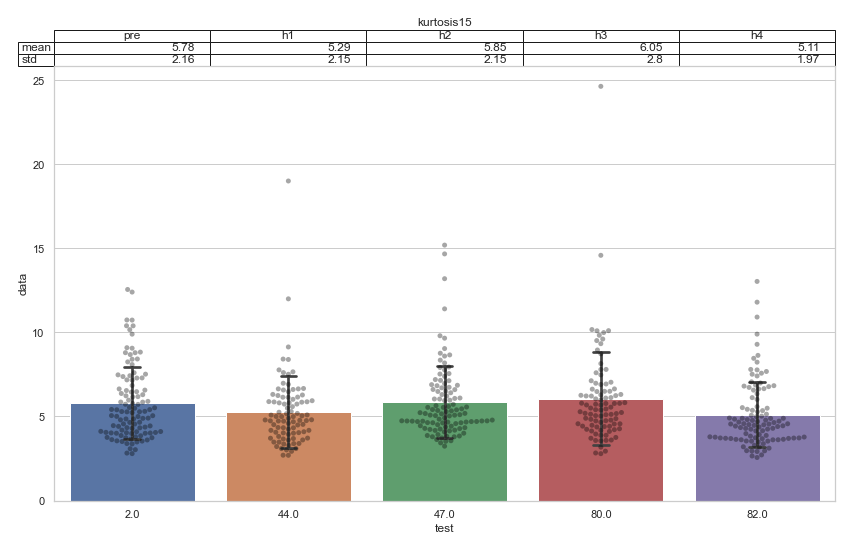 kurtosis15
pre h1 h2 h3 h4
mean 5.78 5.29 5.85 6.05 5.11
std 2.16 2.15 2.15 2.8 1.97
25
20
15
10
5
0
data
2.0 44.0 47.0 80.0 82.0
test